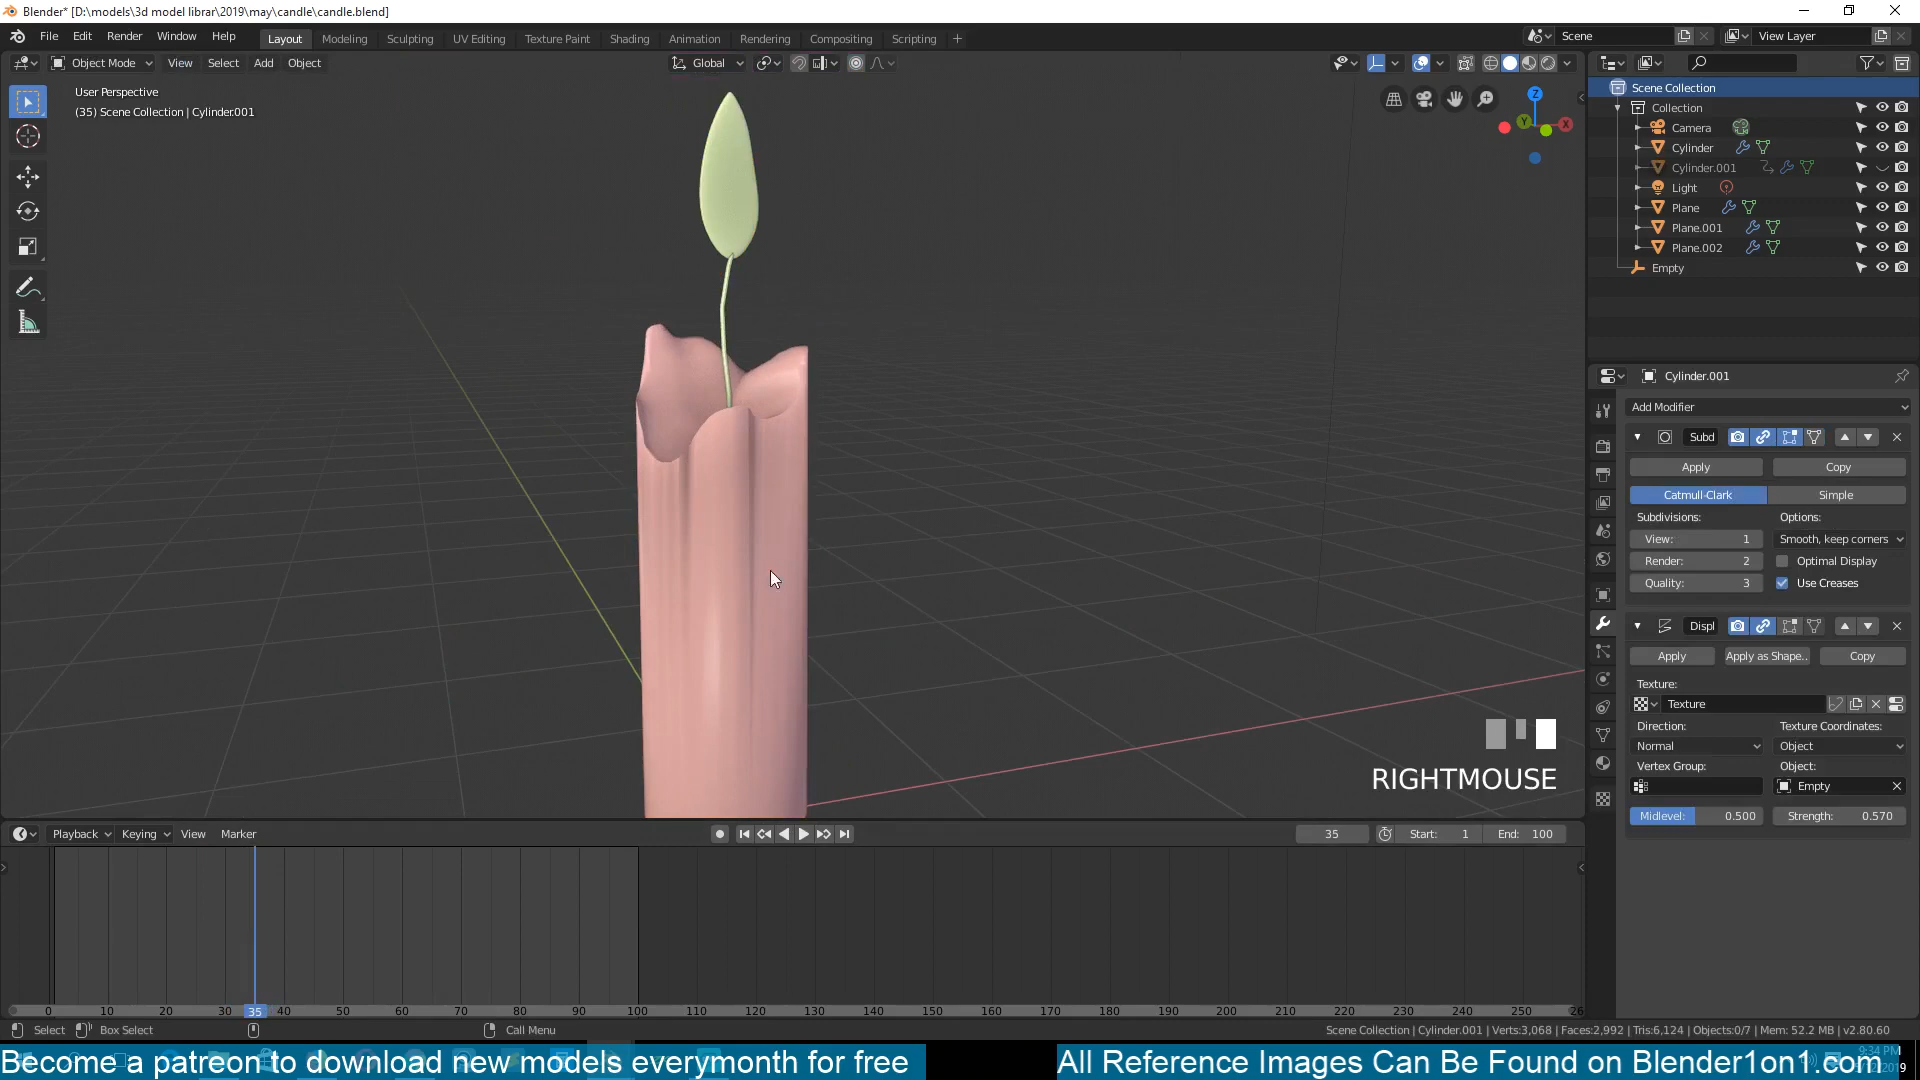 Blender* [D:\models\3d model librar\2019\may\candle\candle.blend]
File Edit Render Window Help Layout Modeling Sculpting UV Editing Texture Paint Shading Animation Rendering Compositing Scripting + Scene View Layer
Object Mode View Select Add Object Global
User Perspective
(35) Scene Collection | Cylinder.001
Z
Y
X
Scene Collection
Collection
Camera
Cylinder
Cylinder.001
Light
Plane
Plane.001
Plane.002
Empty
Cylinder.001
Add Modifier
Subd
Apply Copy
Catmull-Clark Simple
Subdivisions: Options:
View: 1 Smooth, keep corners
Render: 2 Optimal Display
Quality: 3 Use Creases
Displ
Apply Apply as Shape.. Copy
Texture:
Texture
Direction: Texture Coordinates:
Normal Object
Vertex Group: Object:
Empty
Midlevel: 0.500 Strength: 0.570
RIGHTMOUSE
Playback Keying View Marker 35 Start: 1 End: 100
0 10 20 30 35 40 50 60 70 80 90 100 110 120 130 140 150 160 170 180 190 200 210 220 230 240 250 26
Select Box Select Call Menu Scene Collection | Cylinder.001 | Verts:3,068 | Faces:2,992 | Tris:6,124 | Objects:0/7 | Mem: 52.2 MB | v2.80.60
Become a patreon to download new models everymonth for free All Reference Images Can Be Found on Blender1on1.com
9:34 PM